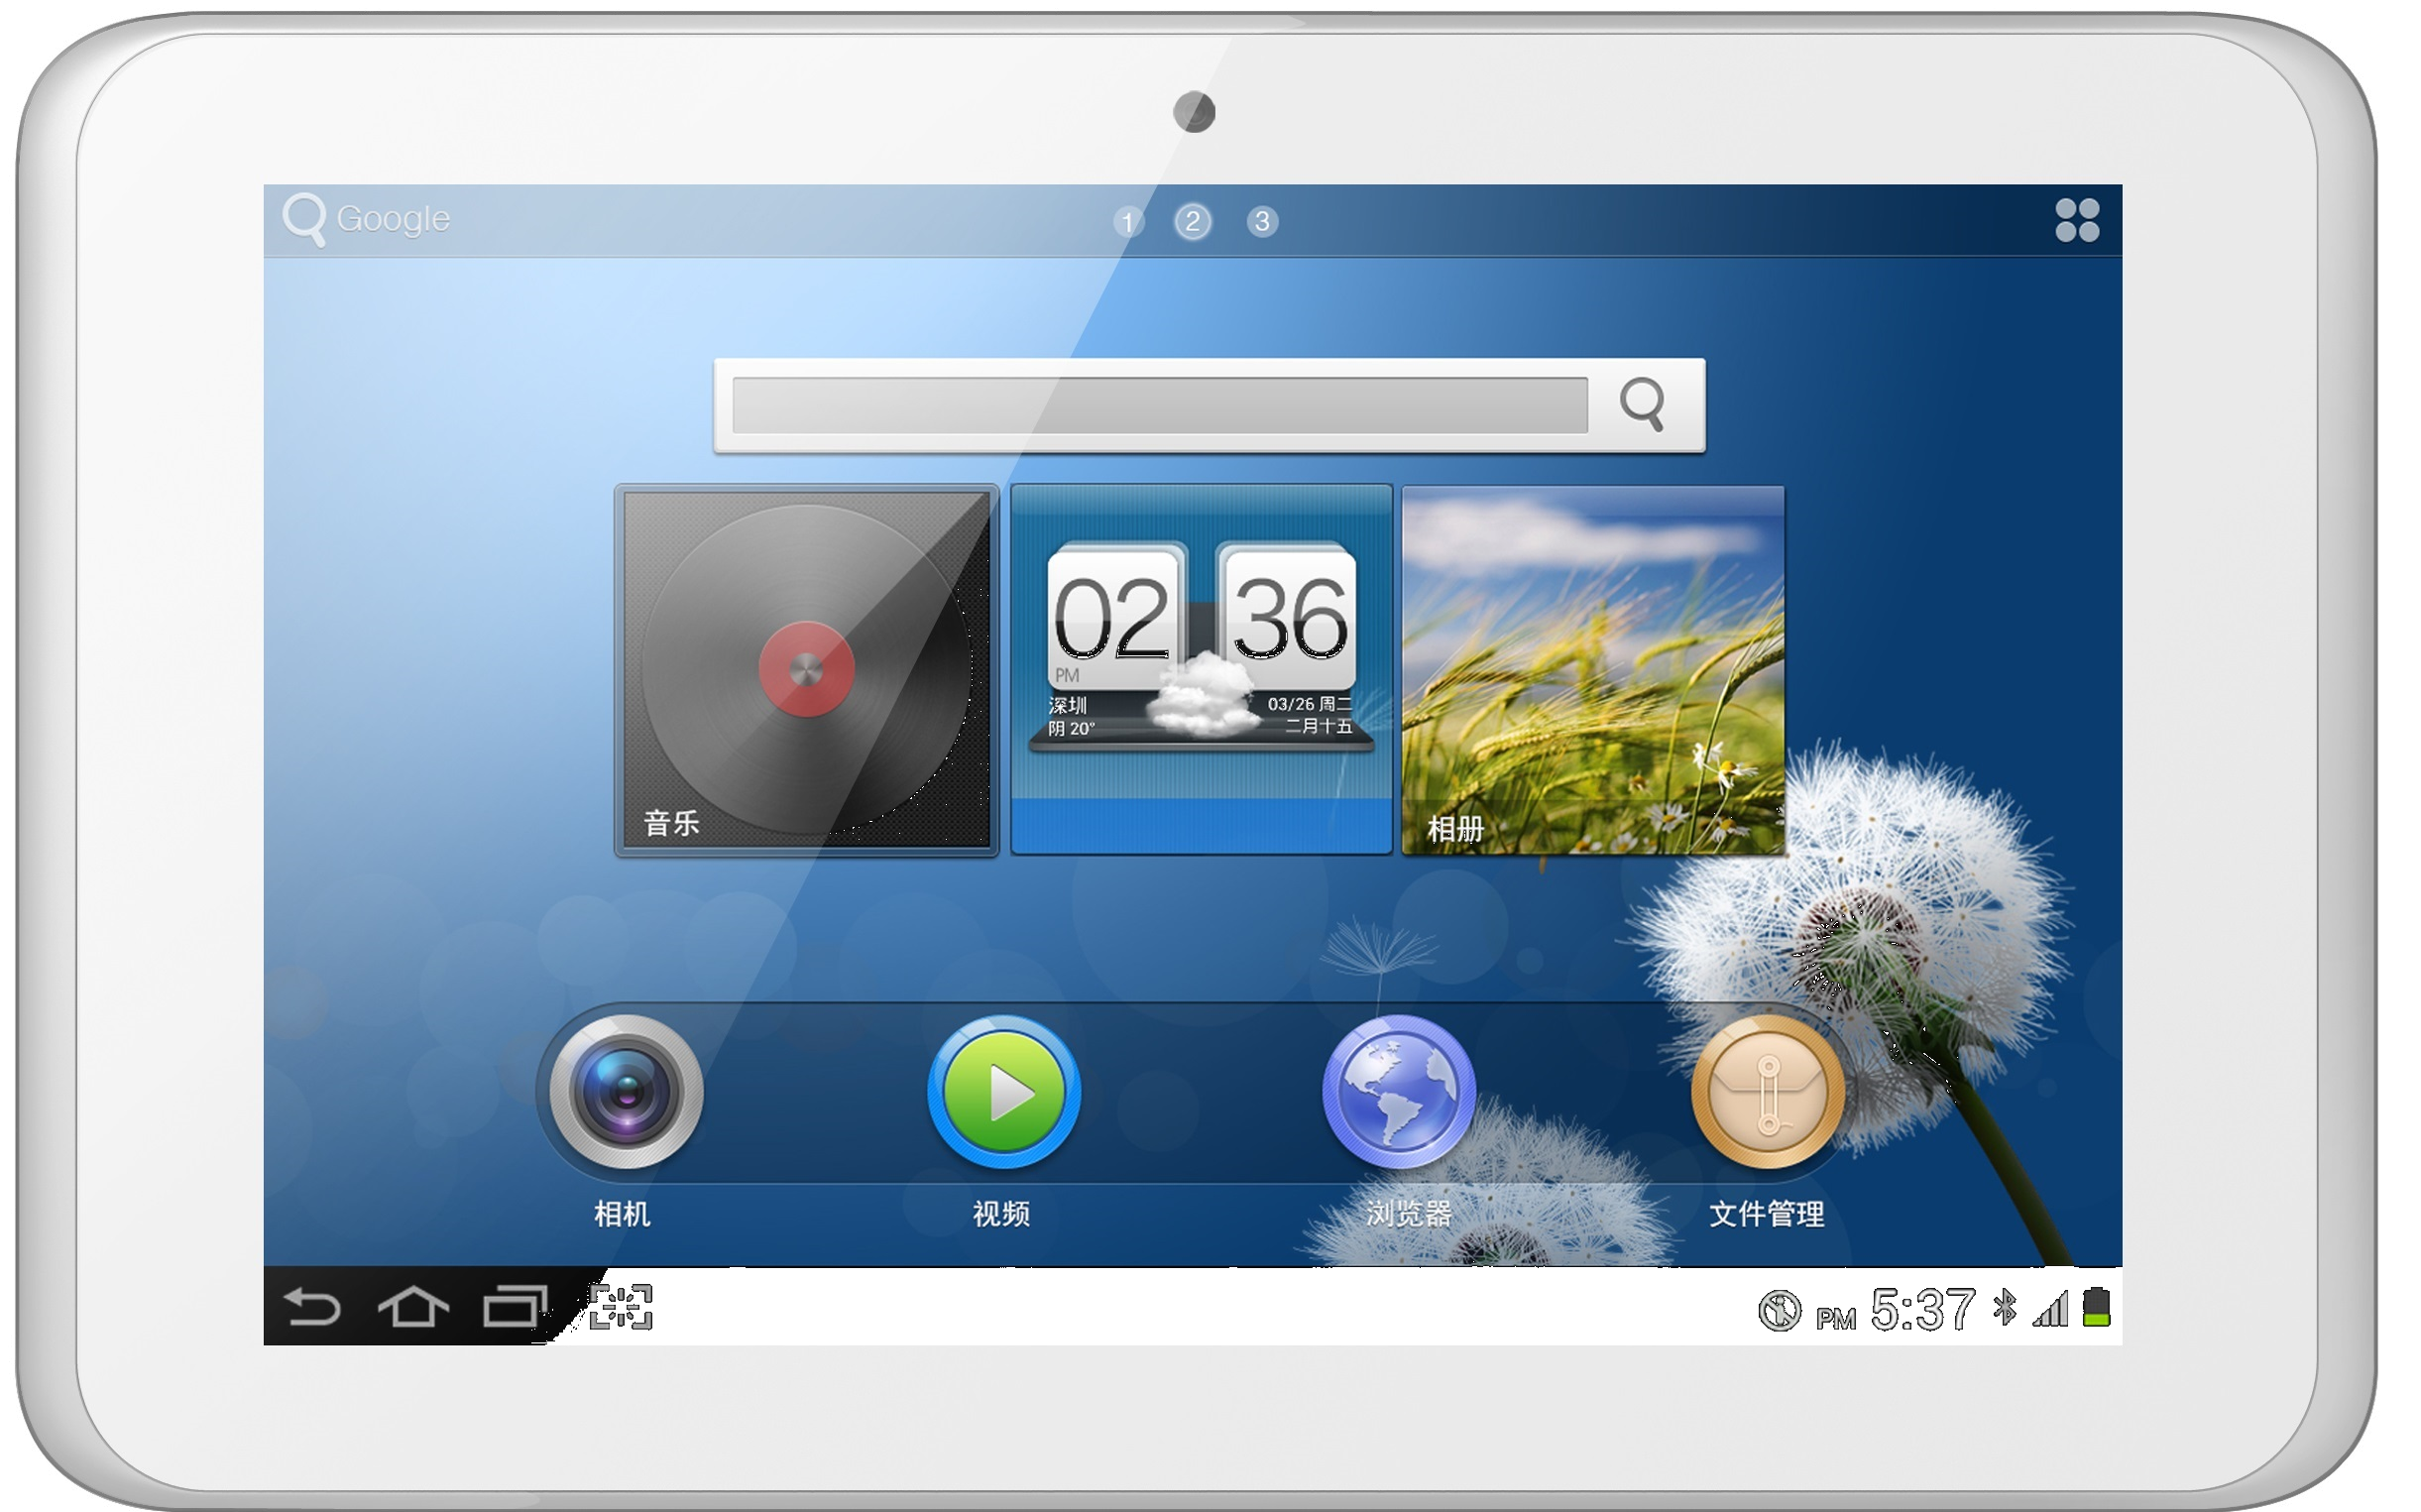 Google
1 2 3
02 36
PM
深圳
03/26 周二
阴 20°
二月十五
音乐
相册
相机
视频
浏览器
文件管理
PM 5:37